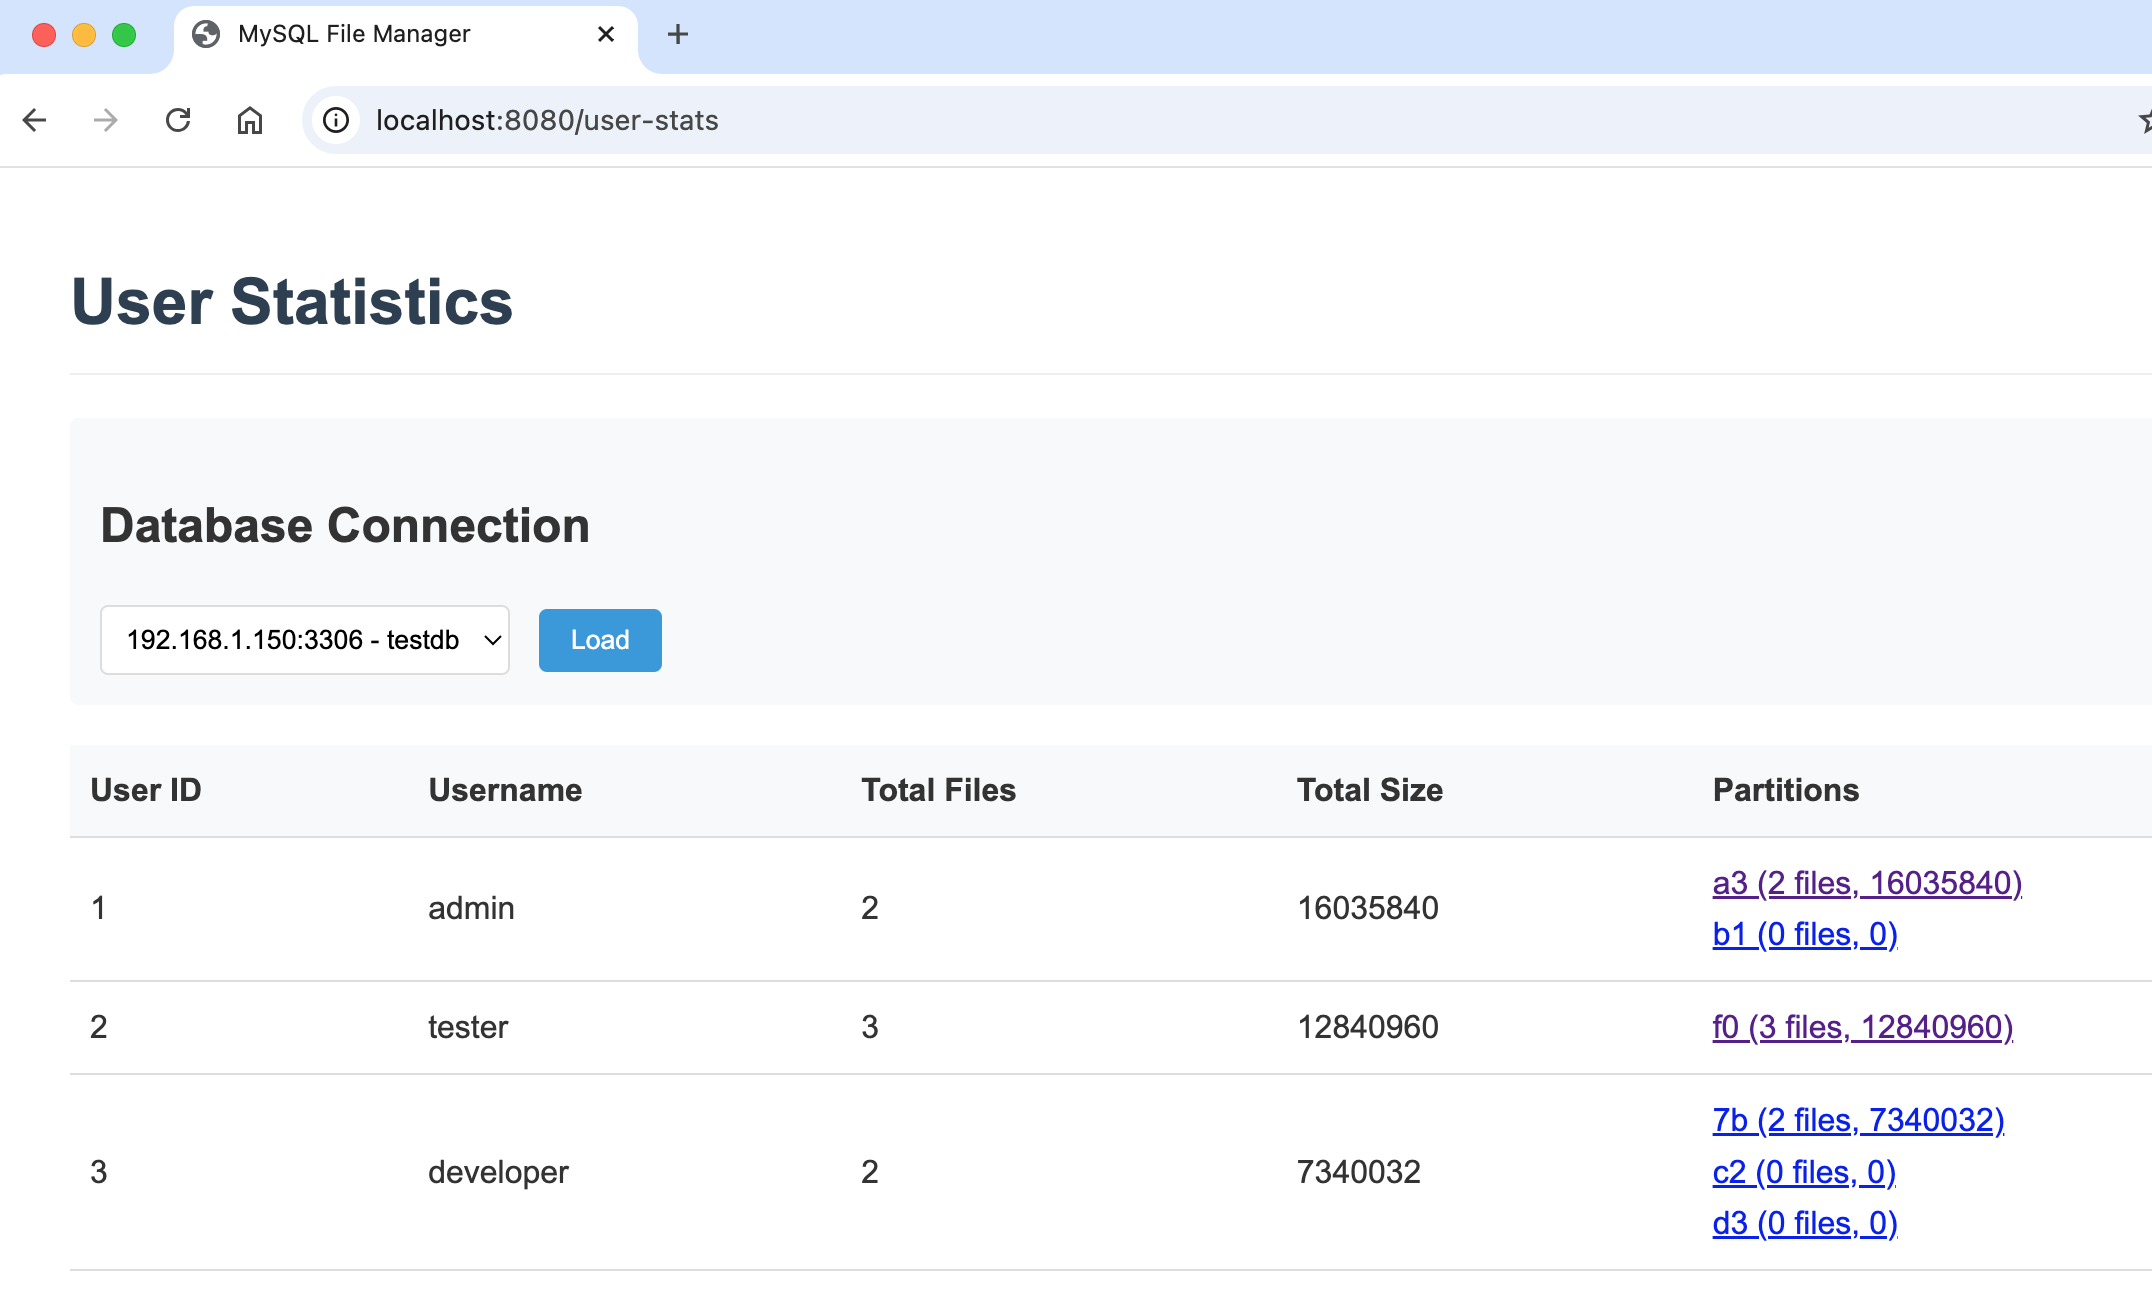 MySQL File Manager
localhost:8080/user-stats
User Statistics
Database Connection
192.168.1.150:3306 - testdb Load
User ID Username Total Files Total Size Partitions
1 admin 2 16035840 a3 (2 files, 16035840)
b1 (0 files, 0)
2 tester 3 12840960 f0 (3 files, 12840960)
3 developer 2 7340032 7b (2 files, 7340032)
c2 (0 files, 0)
d3 (0 files, 0)